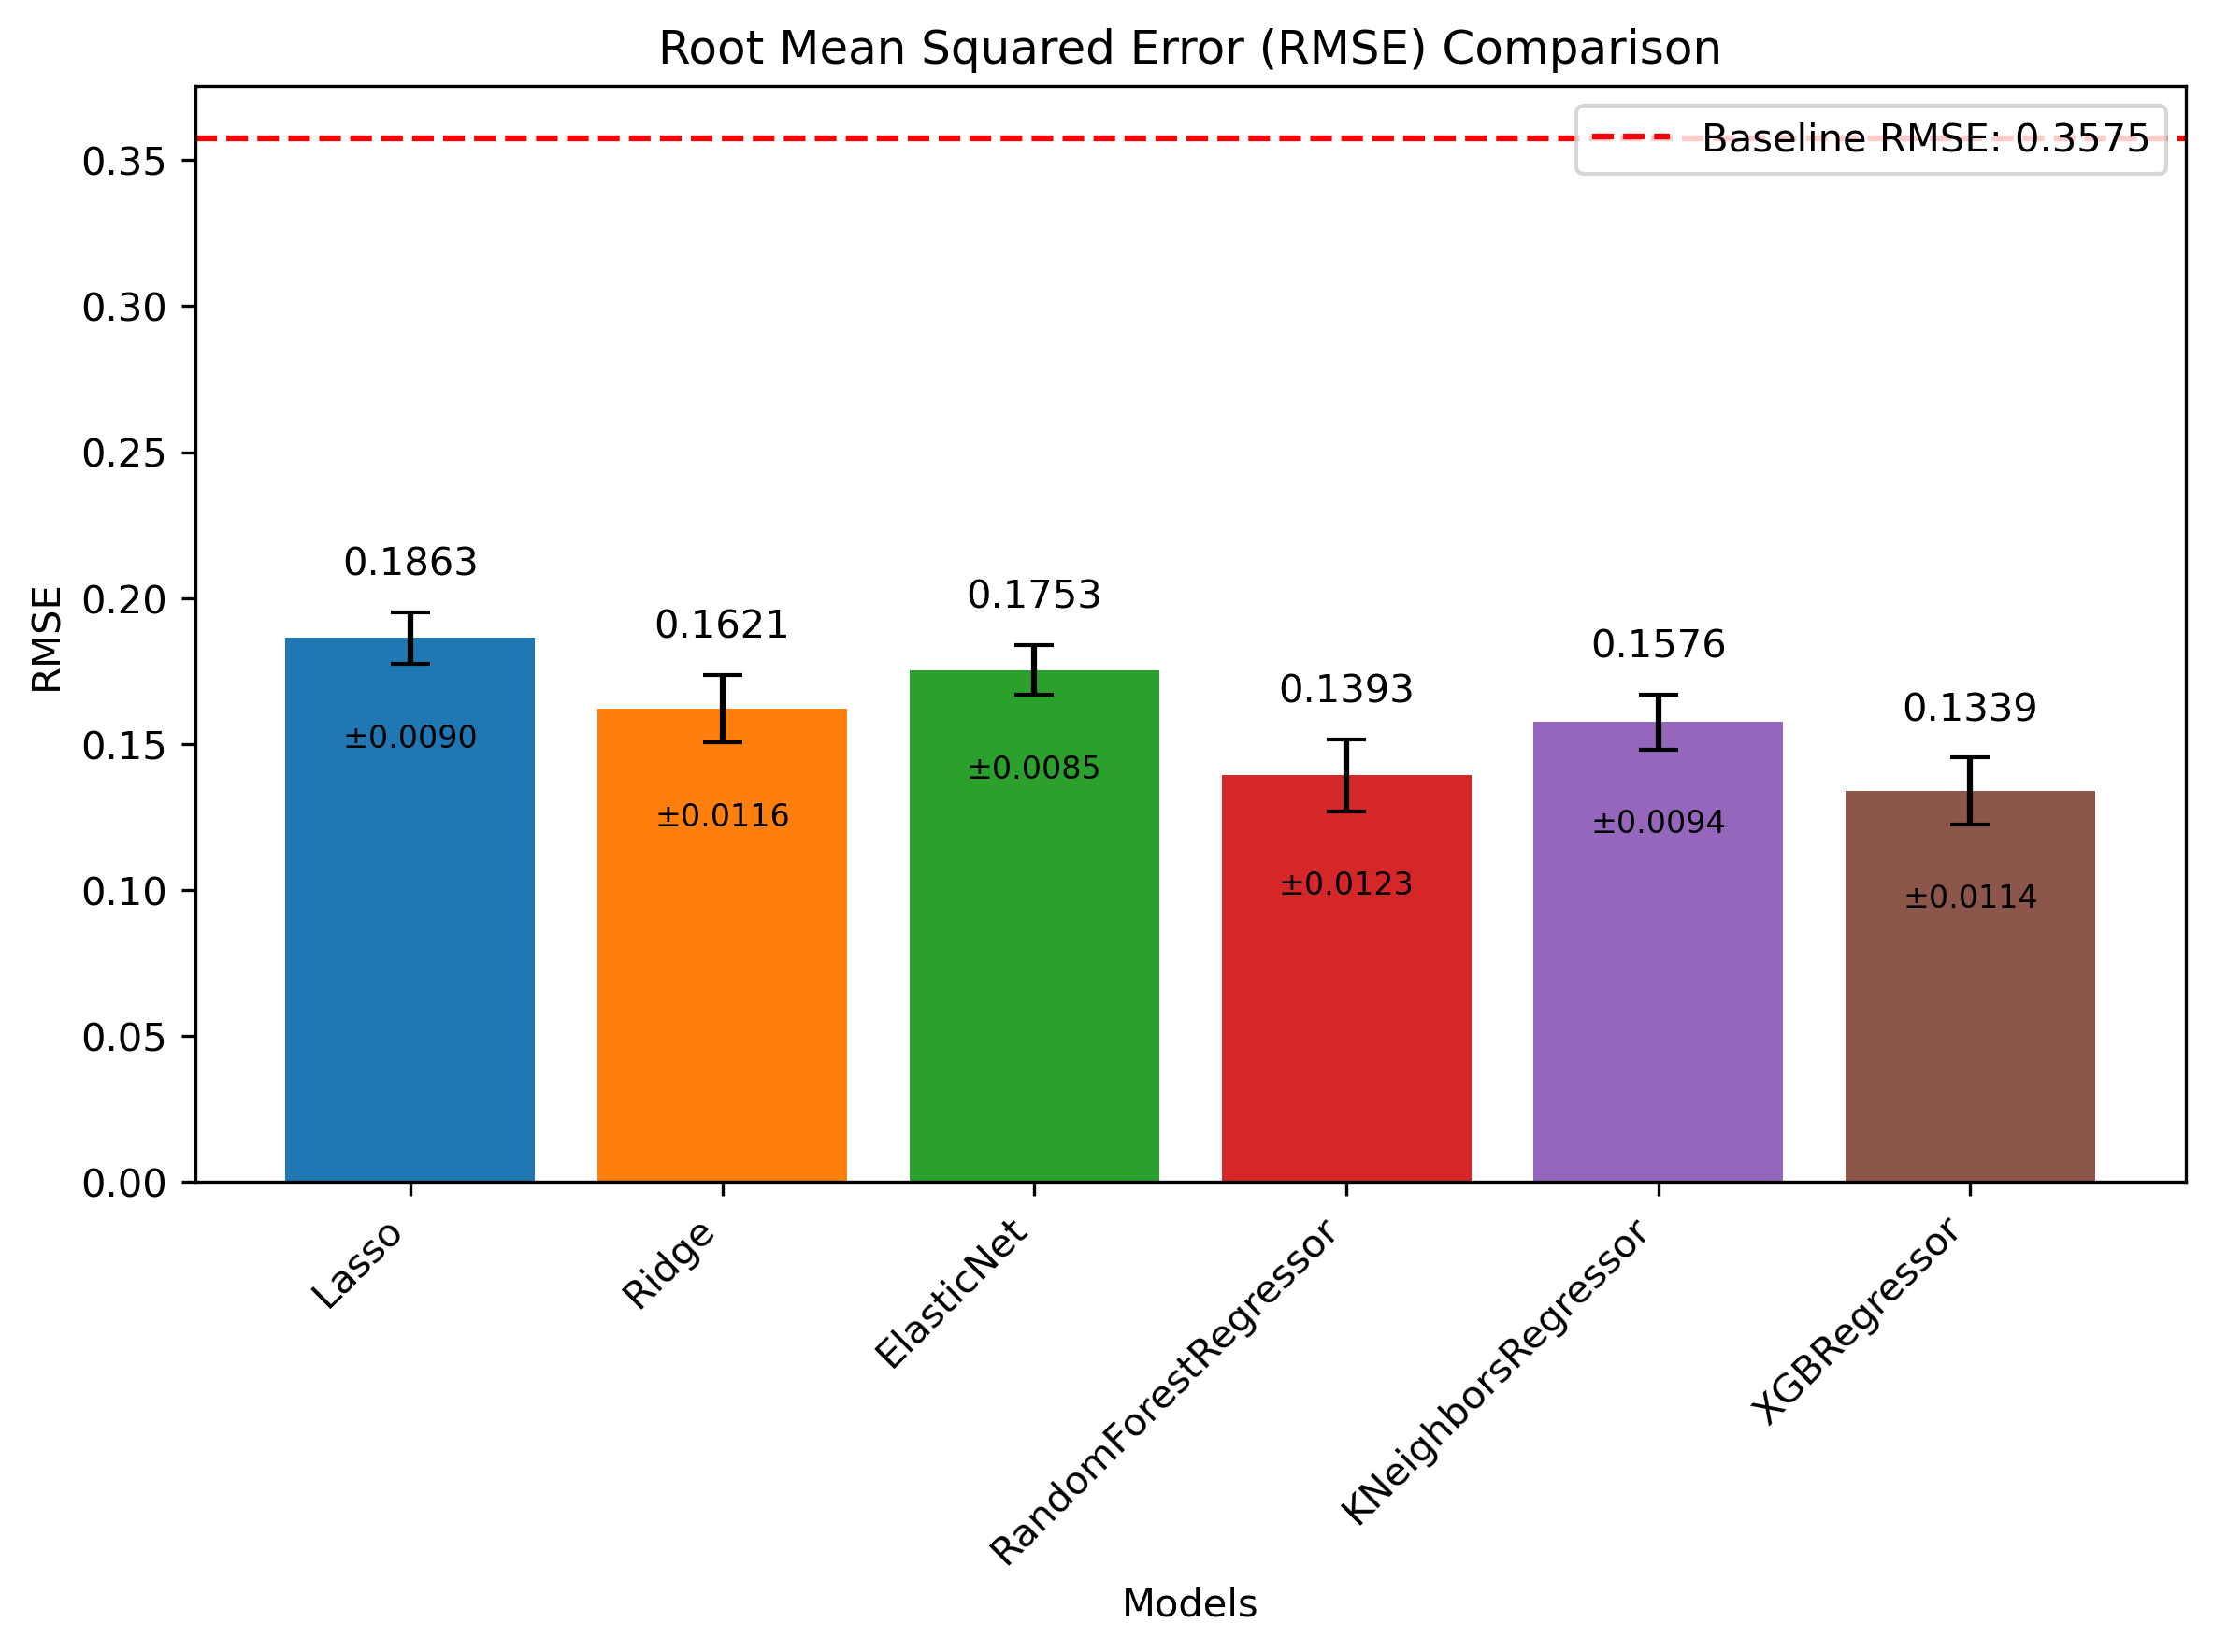 Root Mean Squared Error (RMSE) Comparison
Baseline RMSE: 0.3575
RMSE
0.35
0.30
0.25
0.20
0.15
0.10
0.05
0.00
0.1863
0.1621
0.1753
0.1393
0.1576
0.1339
±0.0090
±0.0116
±0.0085
±0.0123
±0.0094
±0.0114
Lasso
Ridge
ElasticNet
RandomForestRegressor
KNeighborsRegressor
XGBRegressor
Models